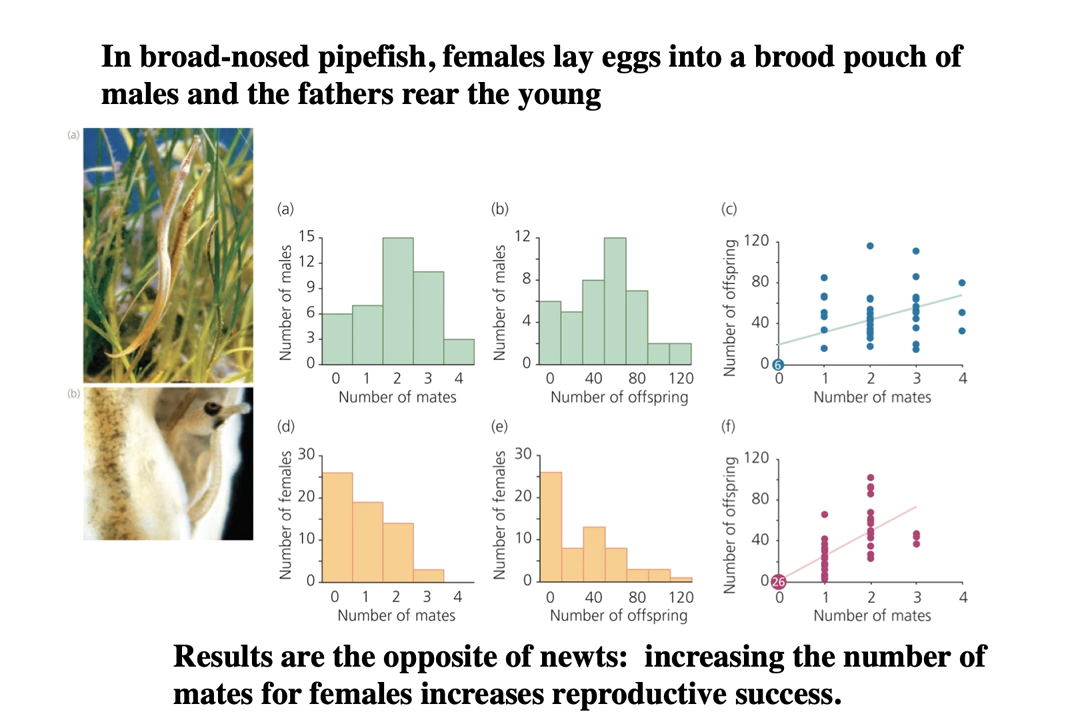 In broad-nosed pipefish, females lay eggs into a brood pouch of
males and the fathers rear the young
(a)
(b)
(a)
Number of males
15
12
9
6
3
0
0 1 2 3 4
Number of mates
(b)
Number of males
12
8
4
0
0 40 80 120
Number of offspring
(c)
Number of offspring
120
80
40
0
6
0 1 2 3 4
Number of mates
(d)
Number of females
30
20
10
0
0 1 2 3 4
Number of mates
(e)
Number of females
30
20
10
0
0 40 80 120
Number of offspring
(f)
Number of offspring
120
80
40
0
26
0 1 2 3 4
Number of mates
Results are the opposite of newts: increasing the number of
mates for females increases reproductive success.